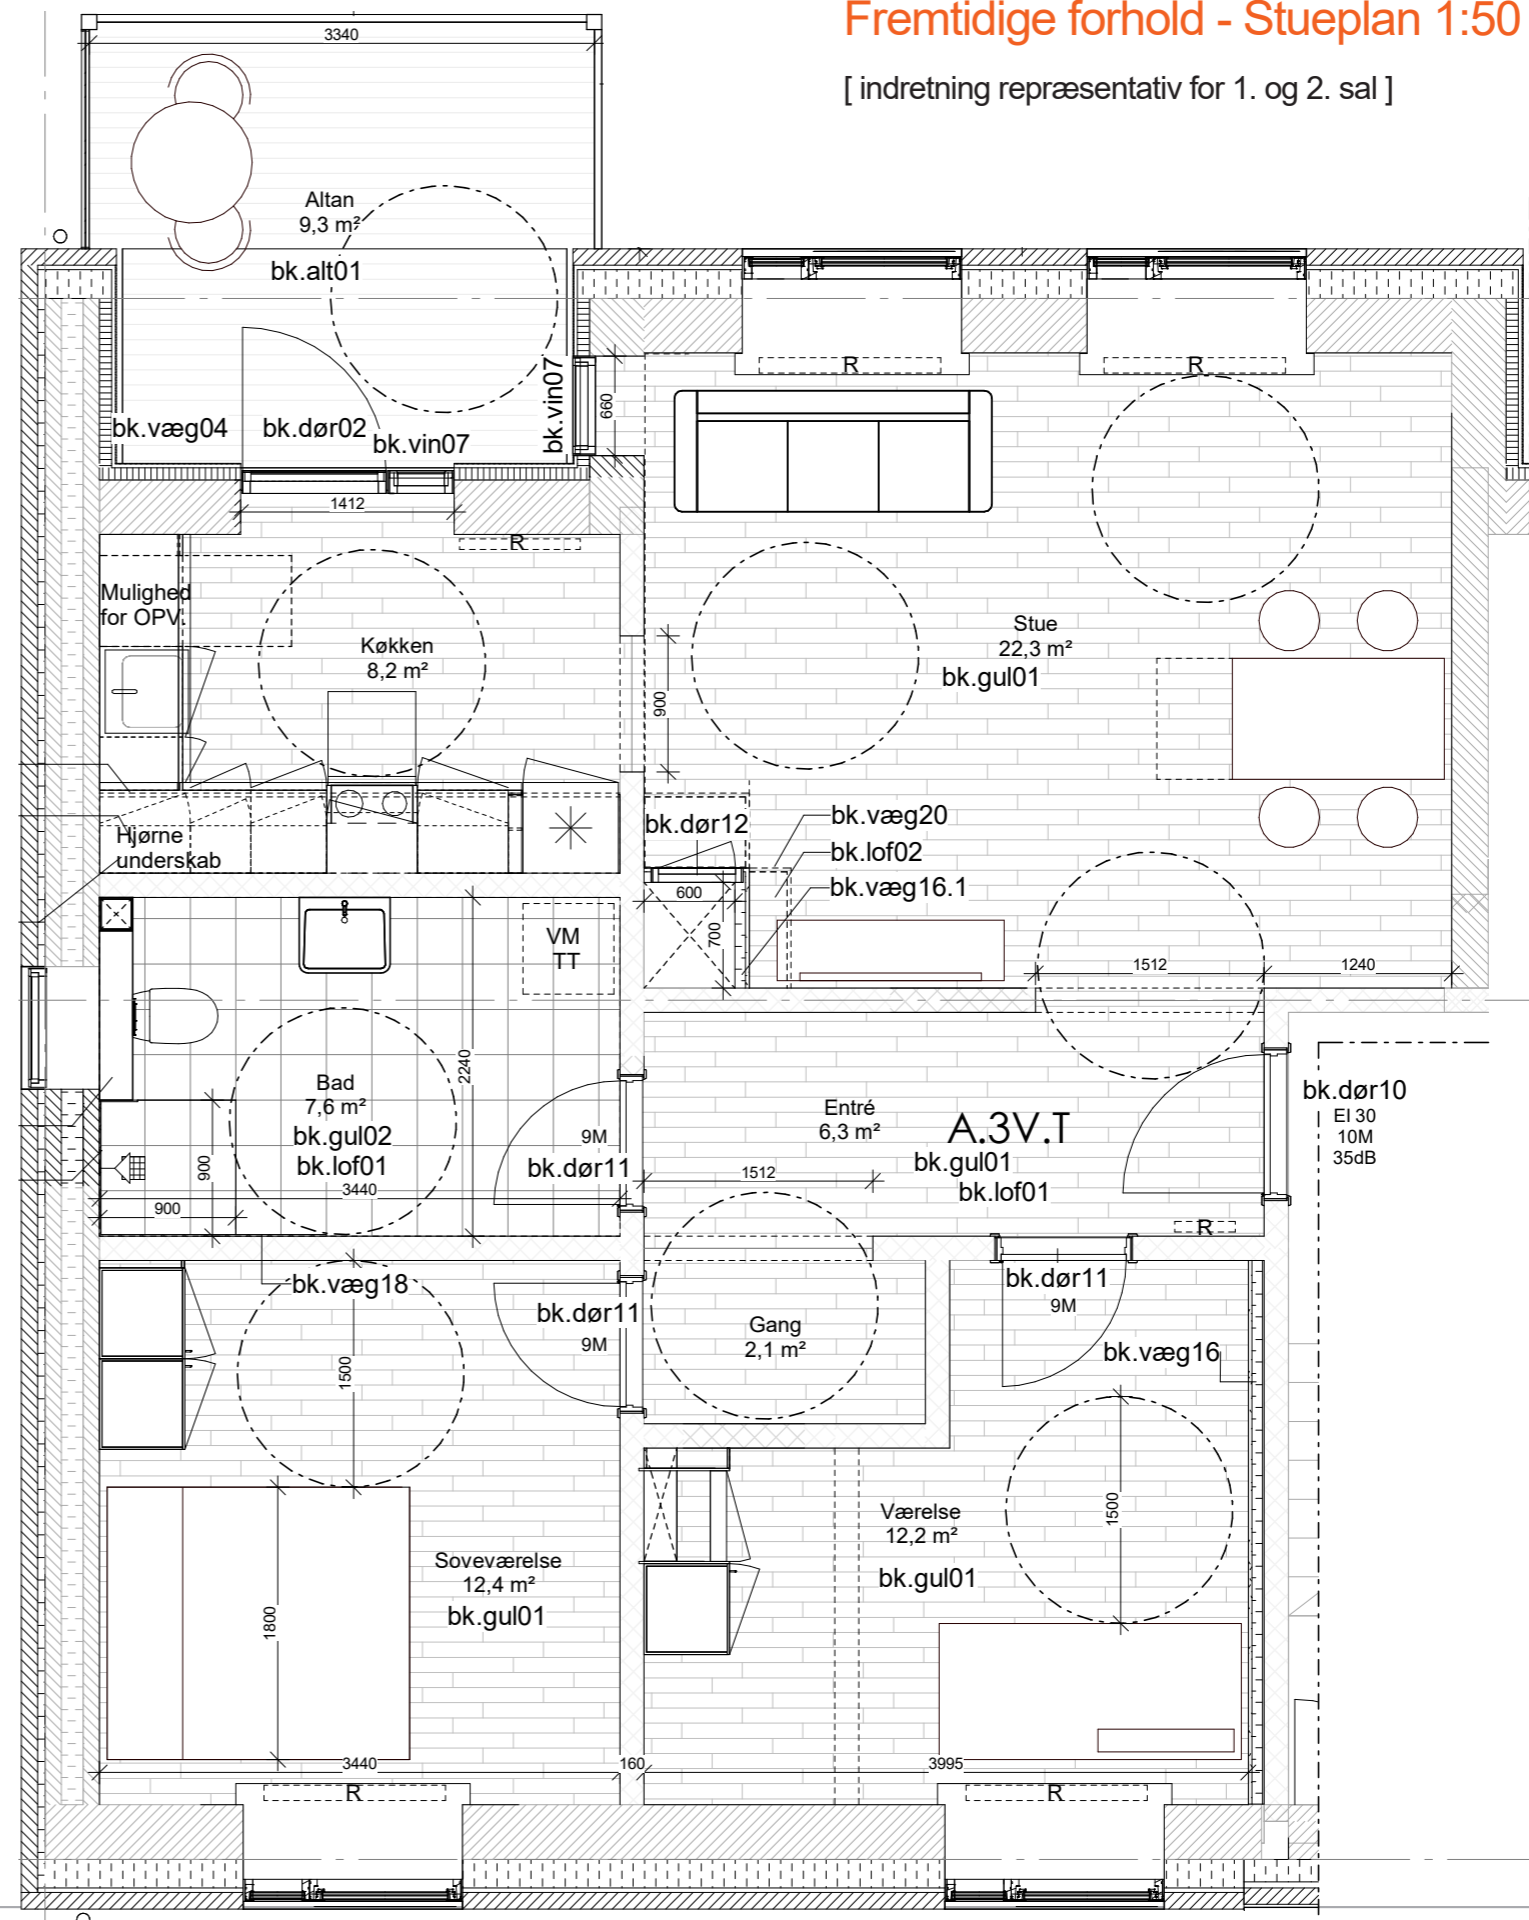 Fremtidige forhold - Stueplan 1:50
[ indretning repræsentativ for 1. og 2. sal ]
3340
Altan
9,3 m²
bk.alt01
bk.væg04
bk.dør02
bk.vin07
bk.vin07
660
1412
R
R
R
Mulighed
for OPV.
Køkken
8,2 m²
900
Stue
22,3 m²
bk.gul01
Hjørne
underskab
bk.dør12
bk.væg20
bk.lof02
bk.væg16.1
600
700
1512
1240
VM
TT
2240
Bad
7,6 m²
bk.gul02
bk.lof01
900
3440
900
9M
bk.dør11
Entré
6,3 m²
A.3V.T
bk.gul01
bk.lof01
1512
bk.dør10
EI 30
10M
35dB
R
bk.væg18
bk.dør11
9M
1500
Gang
2,1 m²
bk.dør11
9M
bk.væg16
1500
Værelse
12,2 m²
bk.gul01
Soveværelse
12,4 m²
bk.gul01
1800
3440
160
3995
R
R